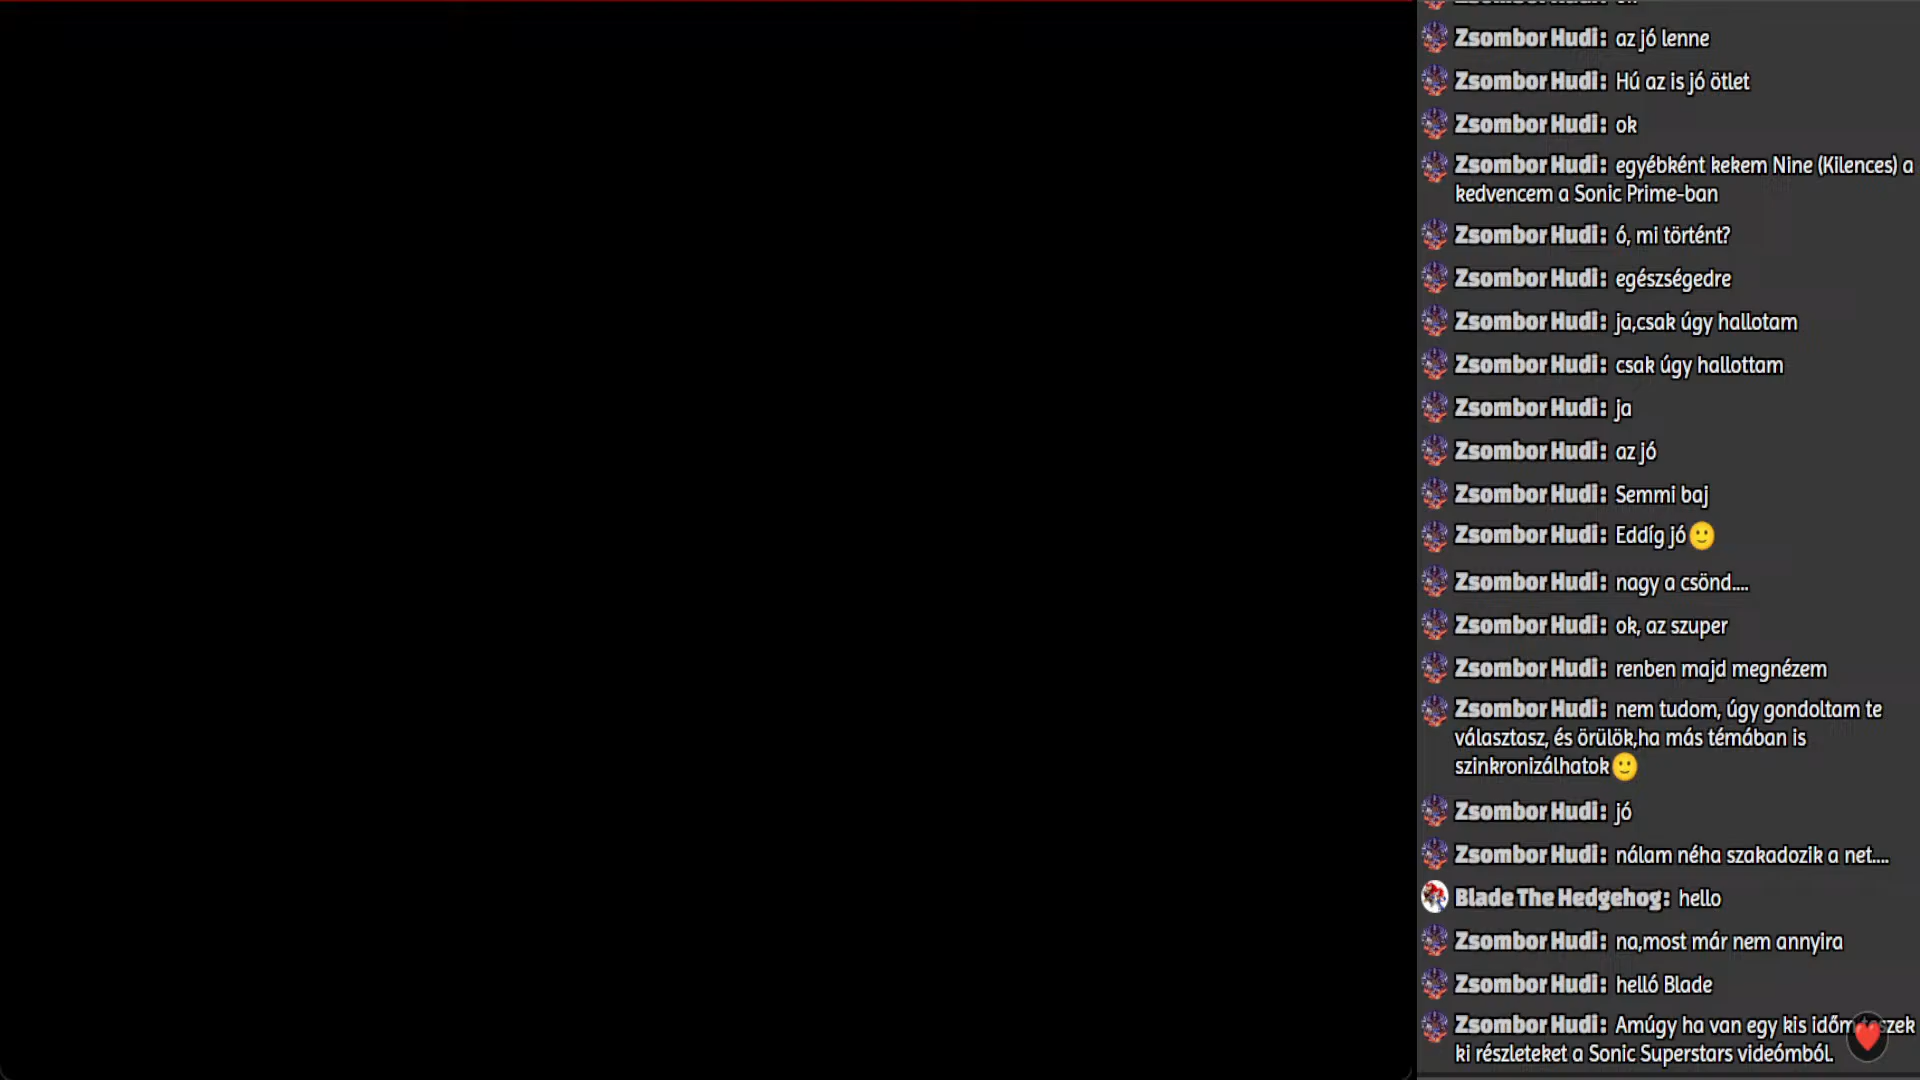 Zsombor Hudi: az jó lenne
Zsombor Hudi: Hú az is jó ötlet
Zsombor Hudi: ok
Zsombor Hudi: egyébként kekem Nine (Kilences) a
kedvencem a Sonic Prime-ban
Zsombor Hudi: ó, mi történt?
Zsombor Hudi: egészségedre
Zsombor Hudi: ja,csak úgy hallotam
Zsombor Hudi: csak úgy hallottam
Zsombor Hudi: ja
Zsombor Hudi: az jó
Zsombor Hudi: Semmi baj
Zsombor Hudi: Eddíg jó🙂
Zsombor Hudi: nagy a csönd....
Zsombor Hudi: ok, az szuper
Zsombor Hudi: renben majd megnézem
Zsombor Hudi: nem tudom, úgy gondoltam te
választasz, és örülök,ha más témában is
szinkronizálhatok🙂
Zsombor Hudi: jó
Zsombor Hudi: nálam néha szakadozik a net....
Blade The Hedgehog: hello
Zsombor Hudi: na,most már nem annyira
Zsombor Hudi: helló Blade
Zsombor Hudi: Amúgy ha van egy kis időm
ki részleteket a Sonic Superstars videómból.